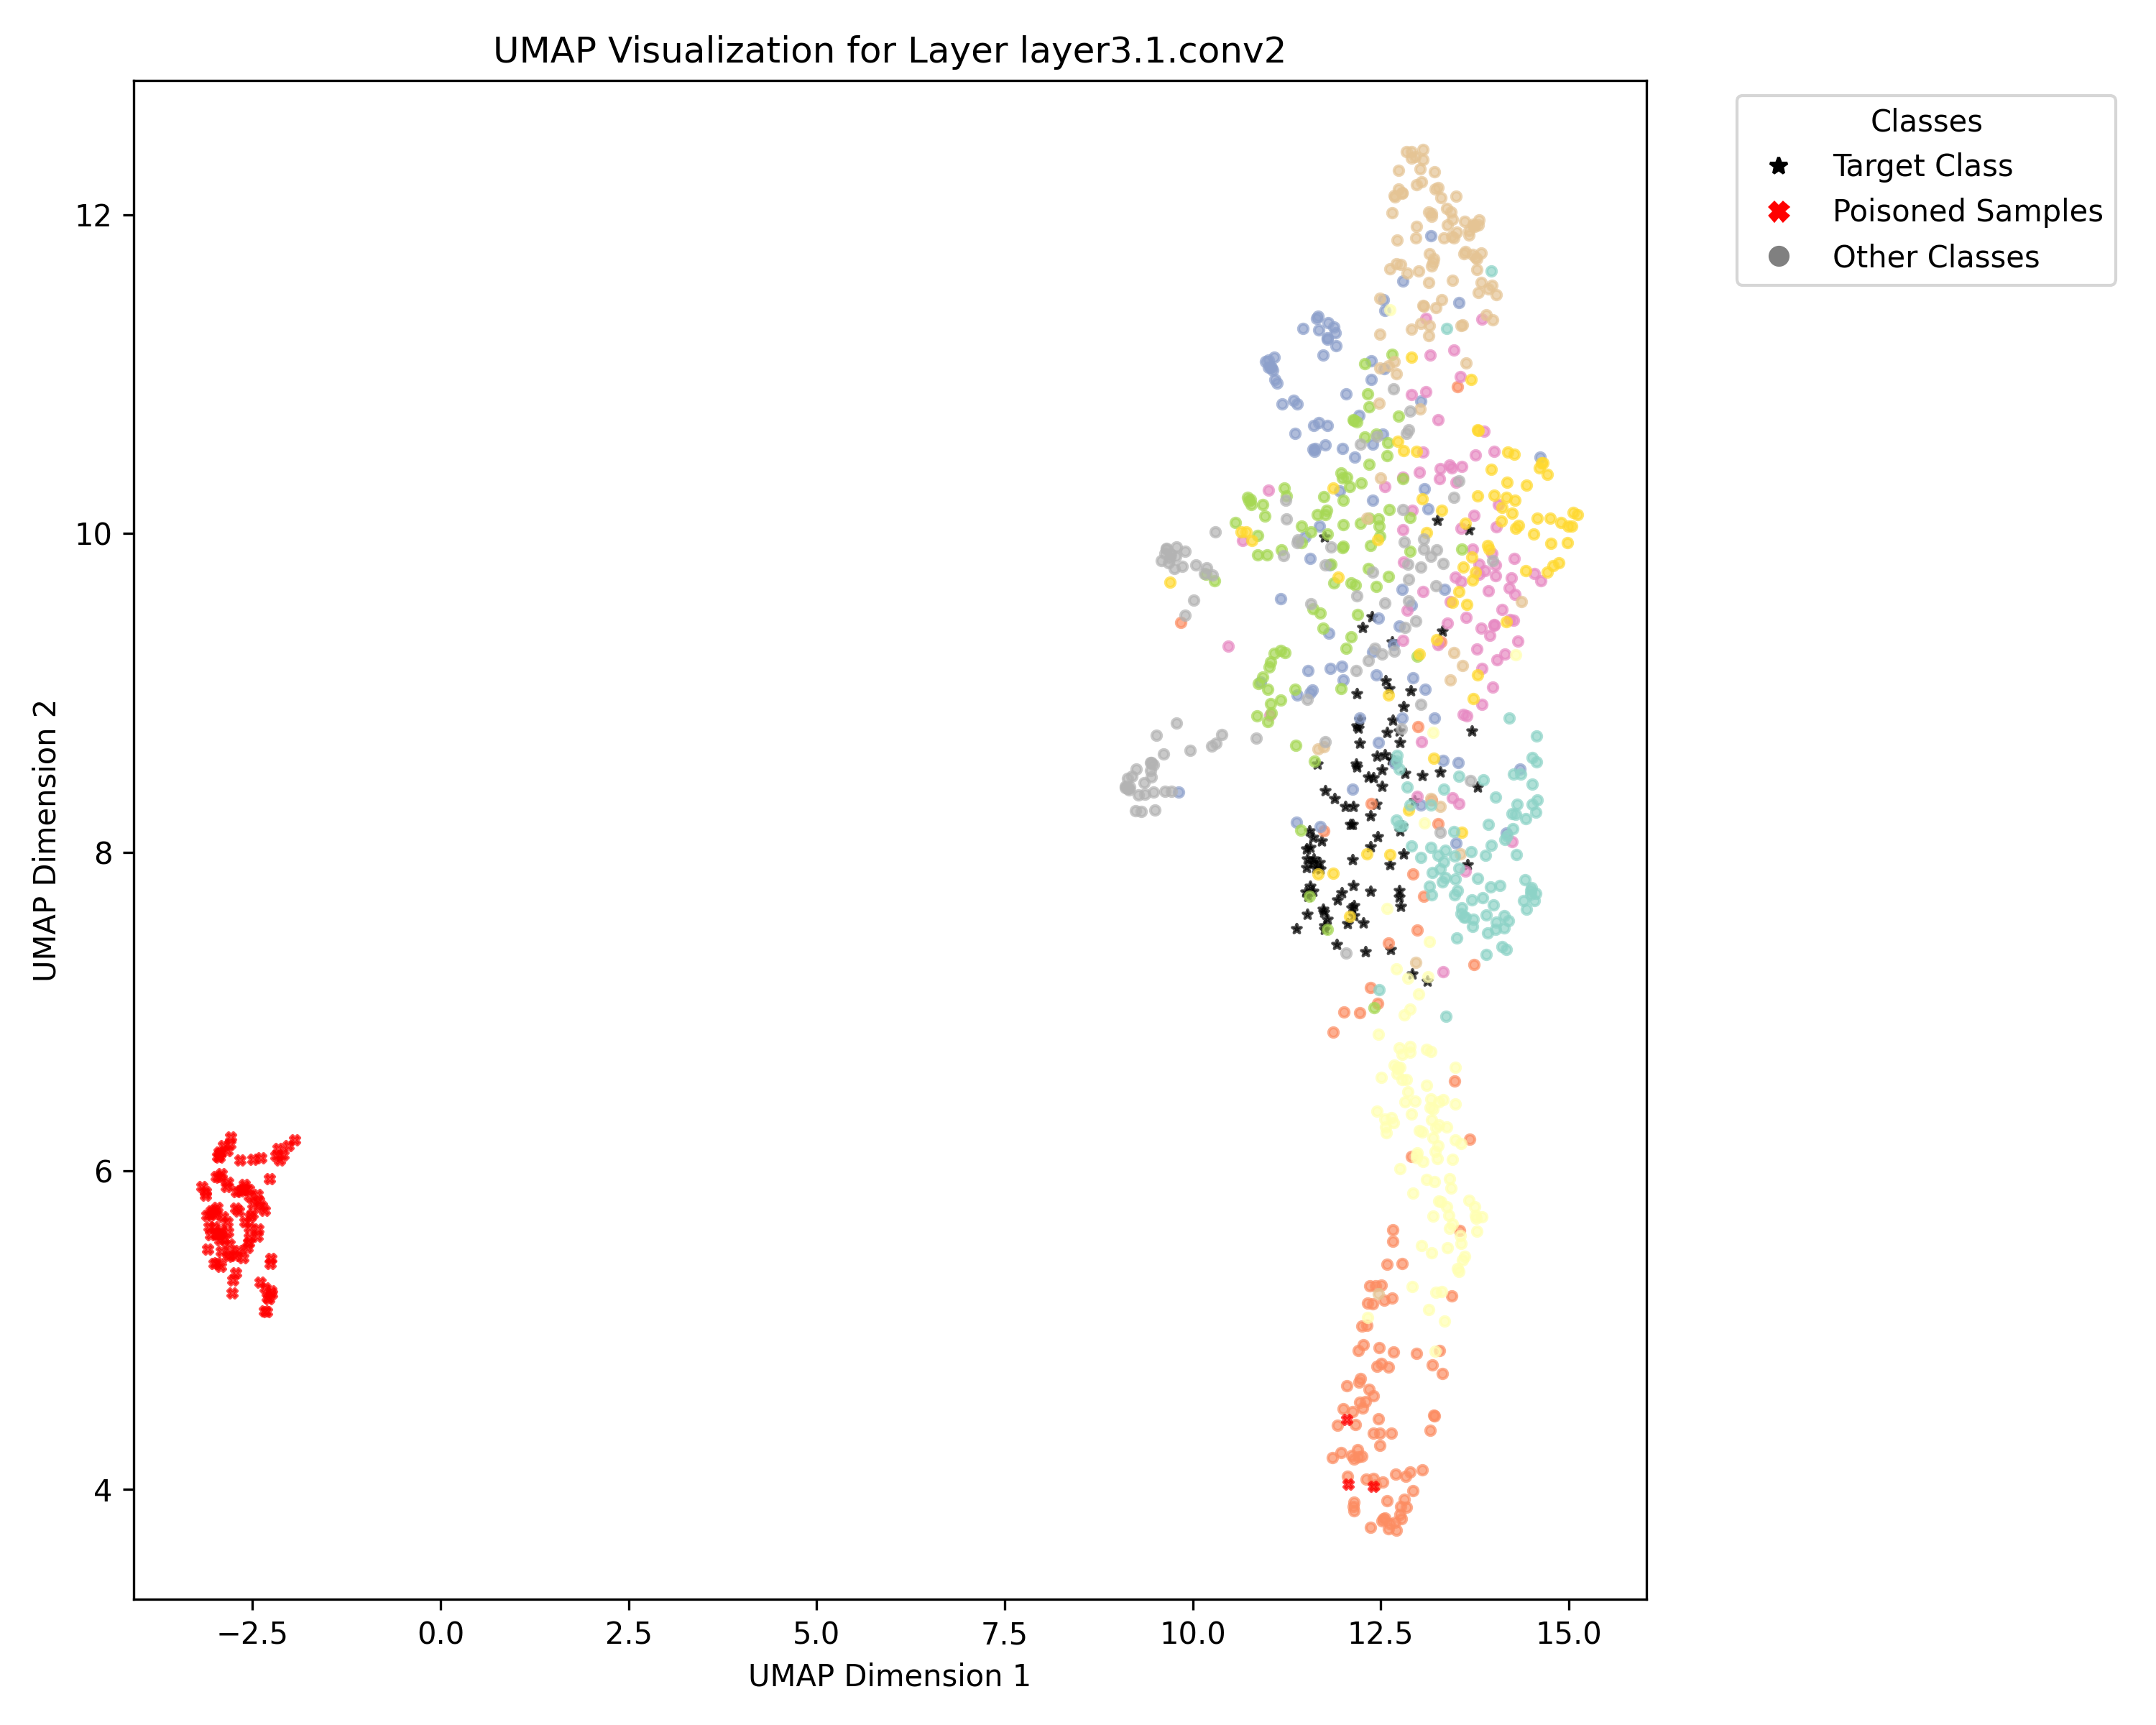 UMAP Visualization for Layer layer3.1.conv2
Classes
Target Class
Poisoned Samples
Other Classes
12
10
8
6
4
UMAP Dimension 2
−2.5 0.0 2.5 5.0 7.5 10.0 12.5 15.0
UMAP Dimension 1